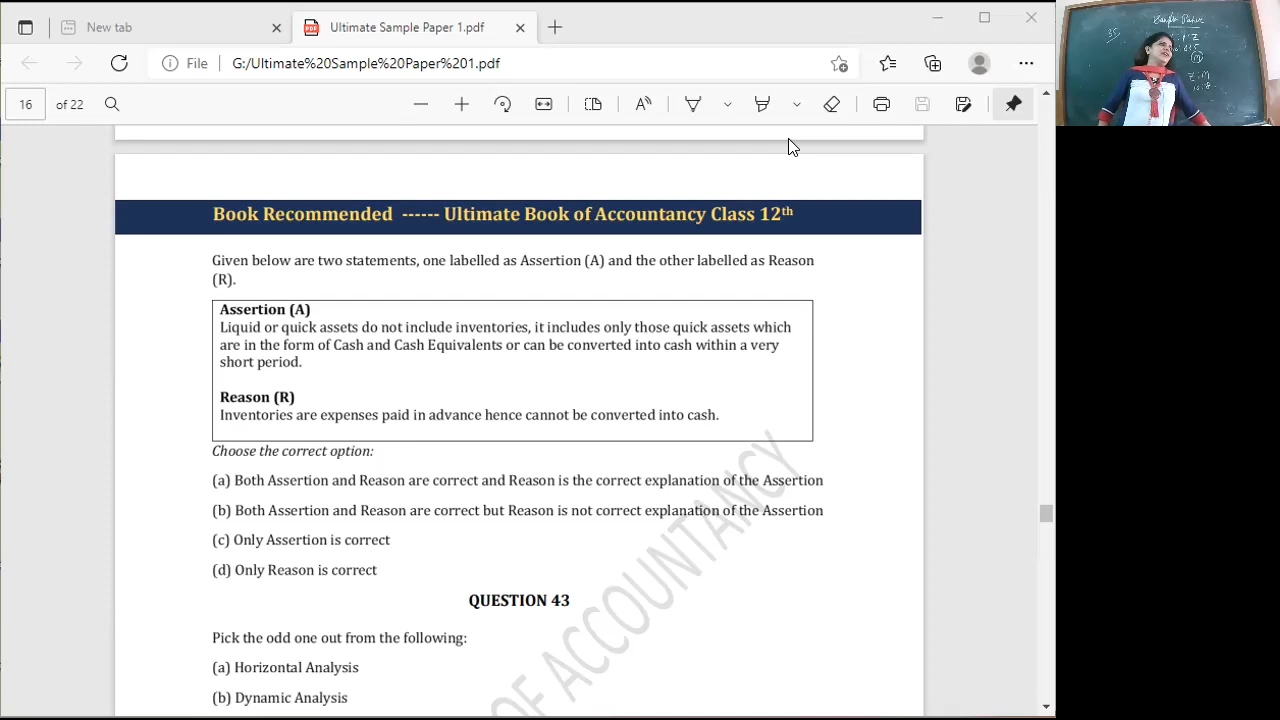 New tab
Ultimate Sample Paper 1.pdf
File
G:/Ultimate%20Sample%20Paper%201.pdf
16 of 22
Sample Paper
35
Book Recommended ------ Ultimate Book of Accountancy Class 12th
Given below are two statements, one labelled as Assertion (A) and the other labelled as Reason
(R).
Assertion (A)
Liquid or quick assets do not include inventories, it includes only those quick assets which
are in the form of Cash and Cash Equivalents or can be converted into cash within a very
short period.
Reason (R)
Inventories are expenses paid in advance hence cannot be converted into cash.
Choose the correct option:
(a) Both Assertion and Reason are correct and Reason is the correct explanation of the Assertion
(b) Both Assertion and Reason are correct but Reason is not correct explanation of the Assertion
(c) Only Assertion is correct
(d) Only Reason is correct
QUESTION 43
Pick the odd one out from the following:
(a) Horizontal Analysis
(b) Dynamic Analysis
OF ACCOUNTANCY